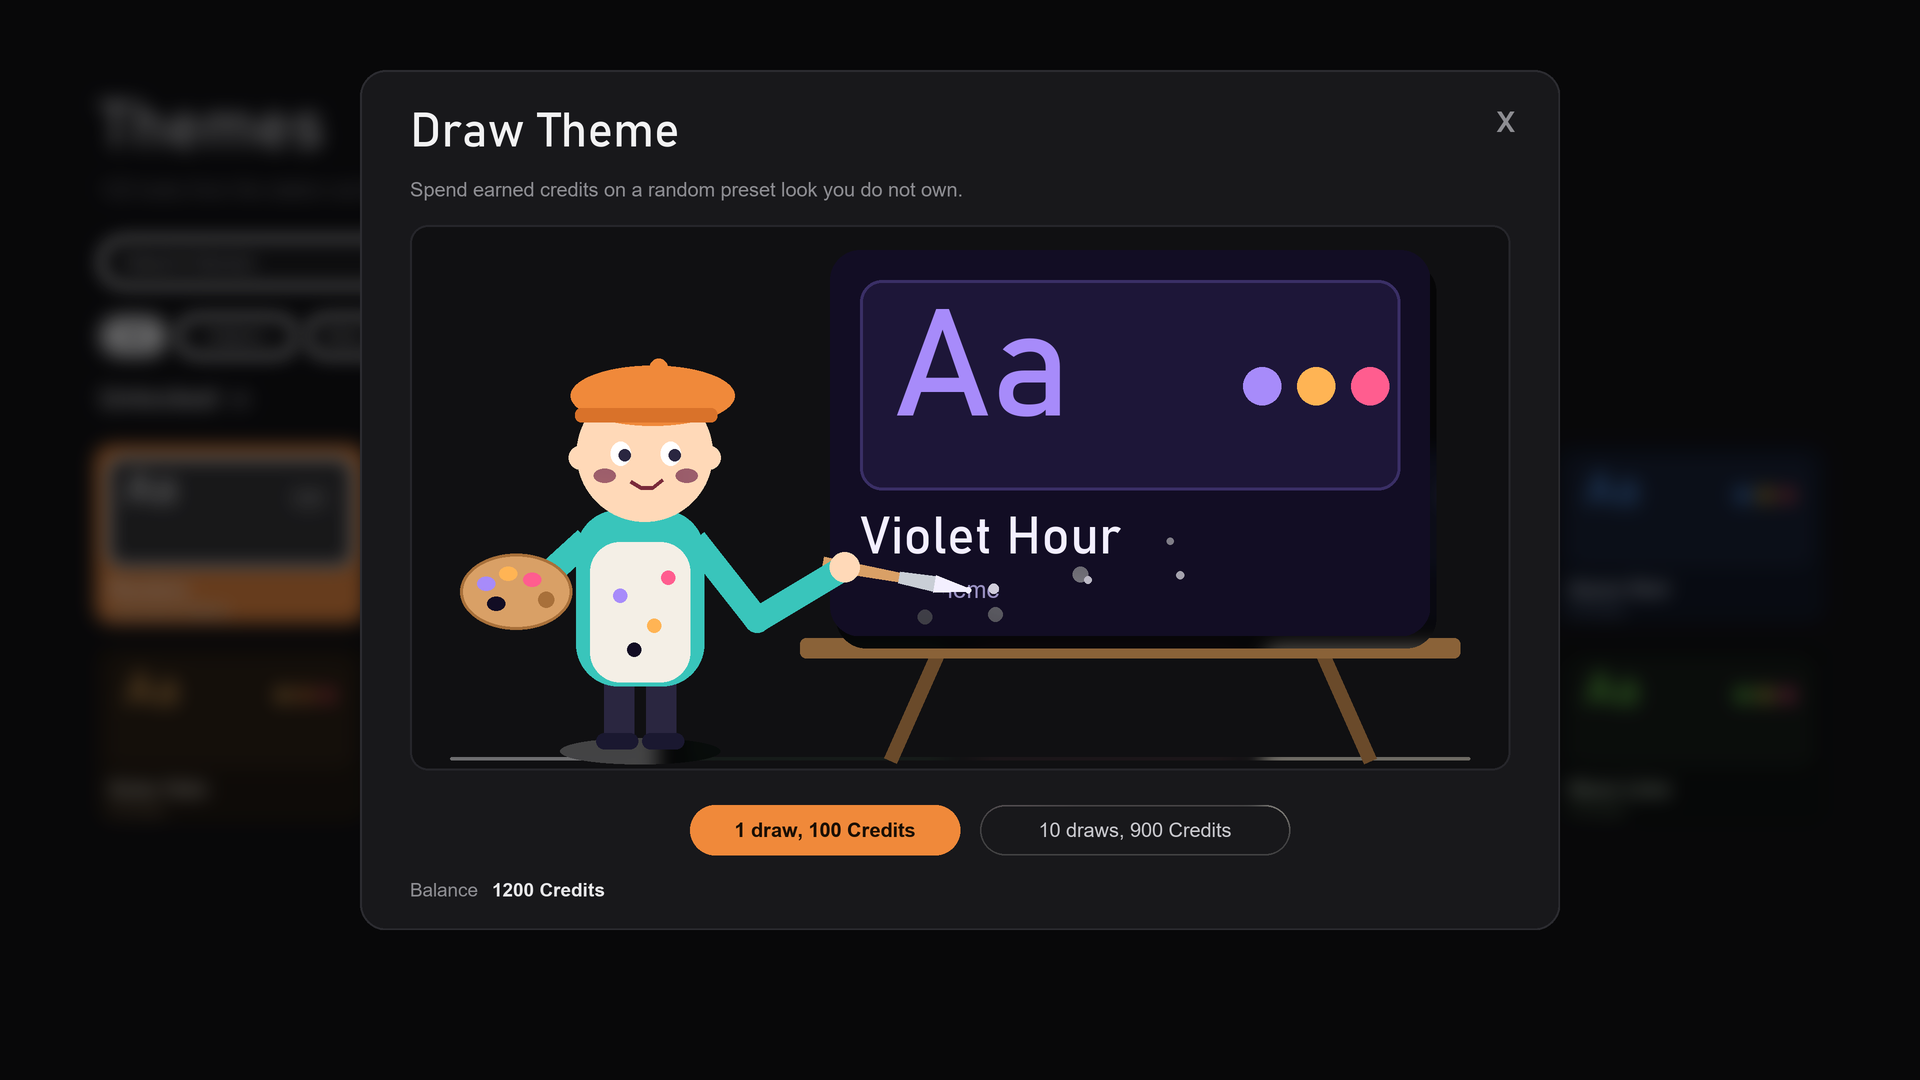 Themes
Draw Theme
X
Spend earned credits on a random preset look you do not own.
Aa
Violet Hour
1 draw, 100 Credits
10 draws, 900 Credits
Balance 1200 Credits